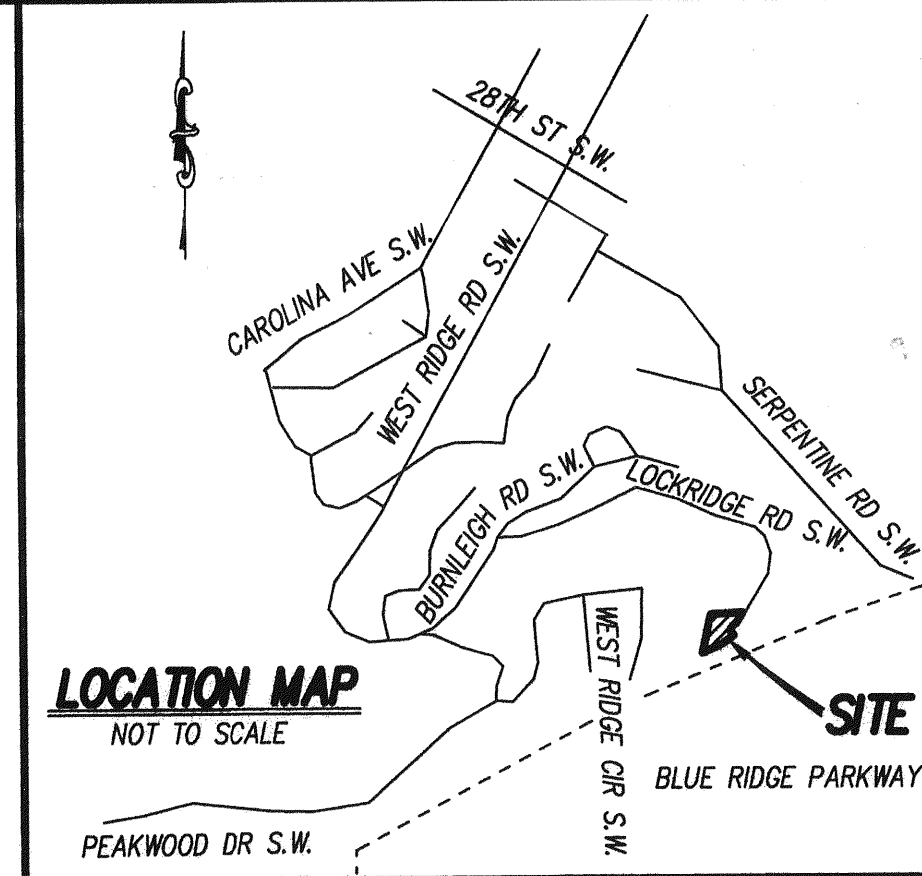 28TH ST S.W.
CAROLINA AVE S.W.
WEST RIDGE RD S.W.
SERPENTINE RD S.W.
BURNLEIGH RD S.W.
LOCKRIDGE RD S.W.
WEST RIDGE CIR S.W.
LOCATION MAP
NOT TO SCALE
SITE
BLUE RIDGE PARKWAY
PEAKWOOD DR S.W.